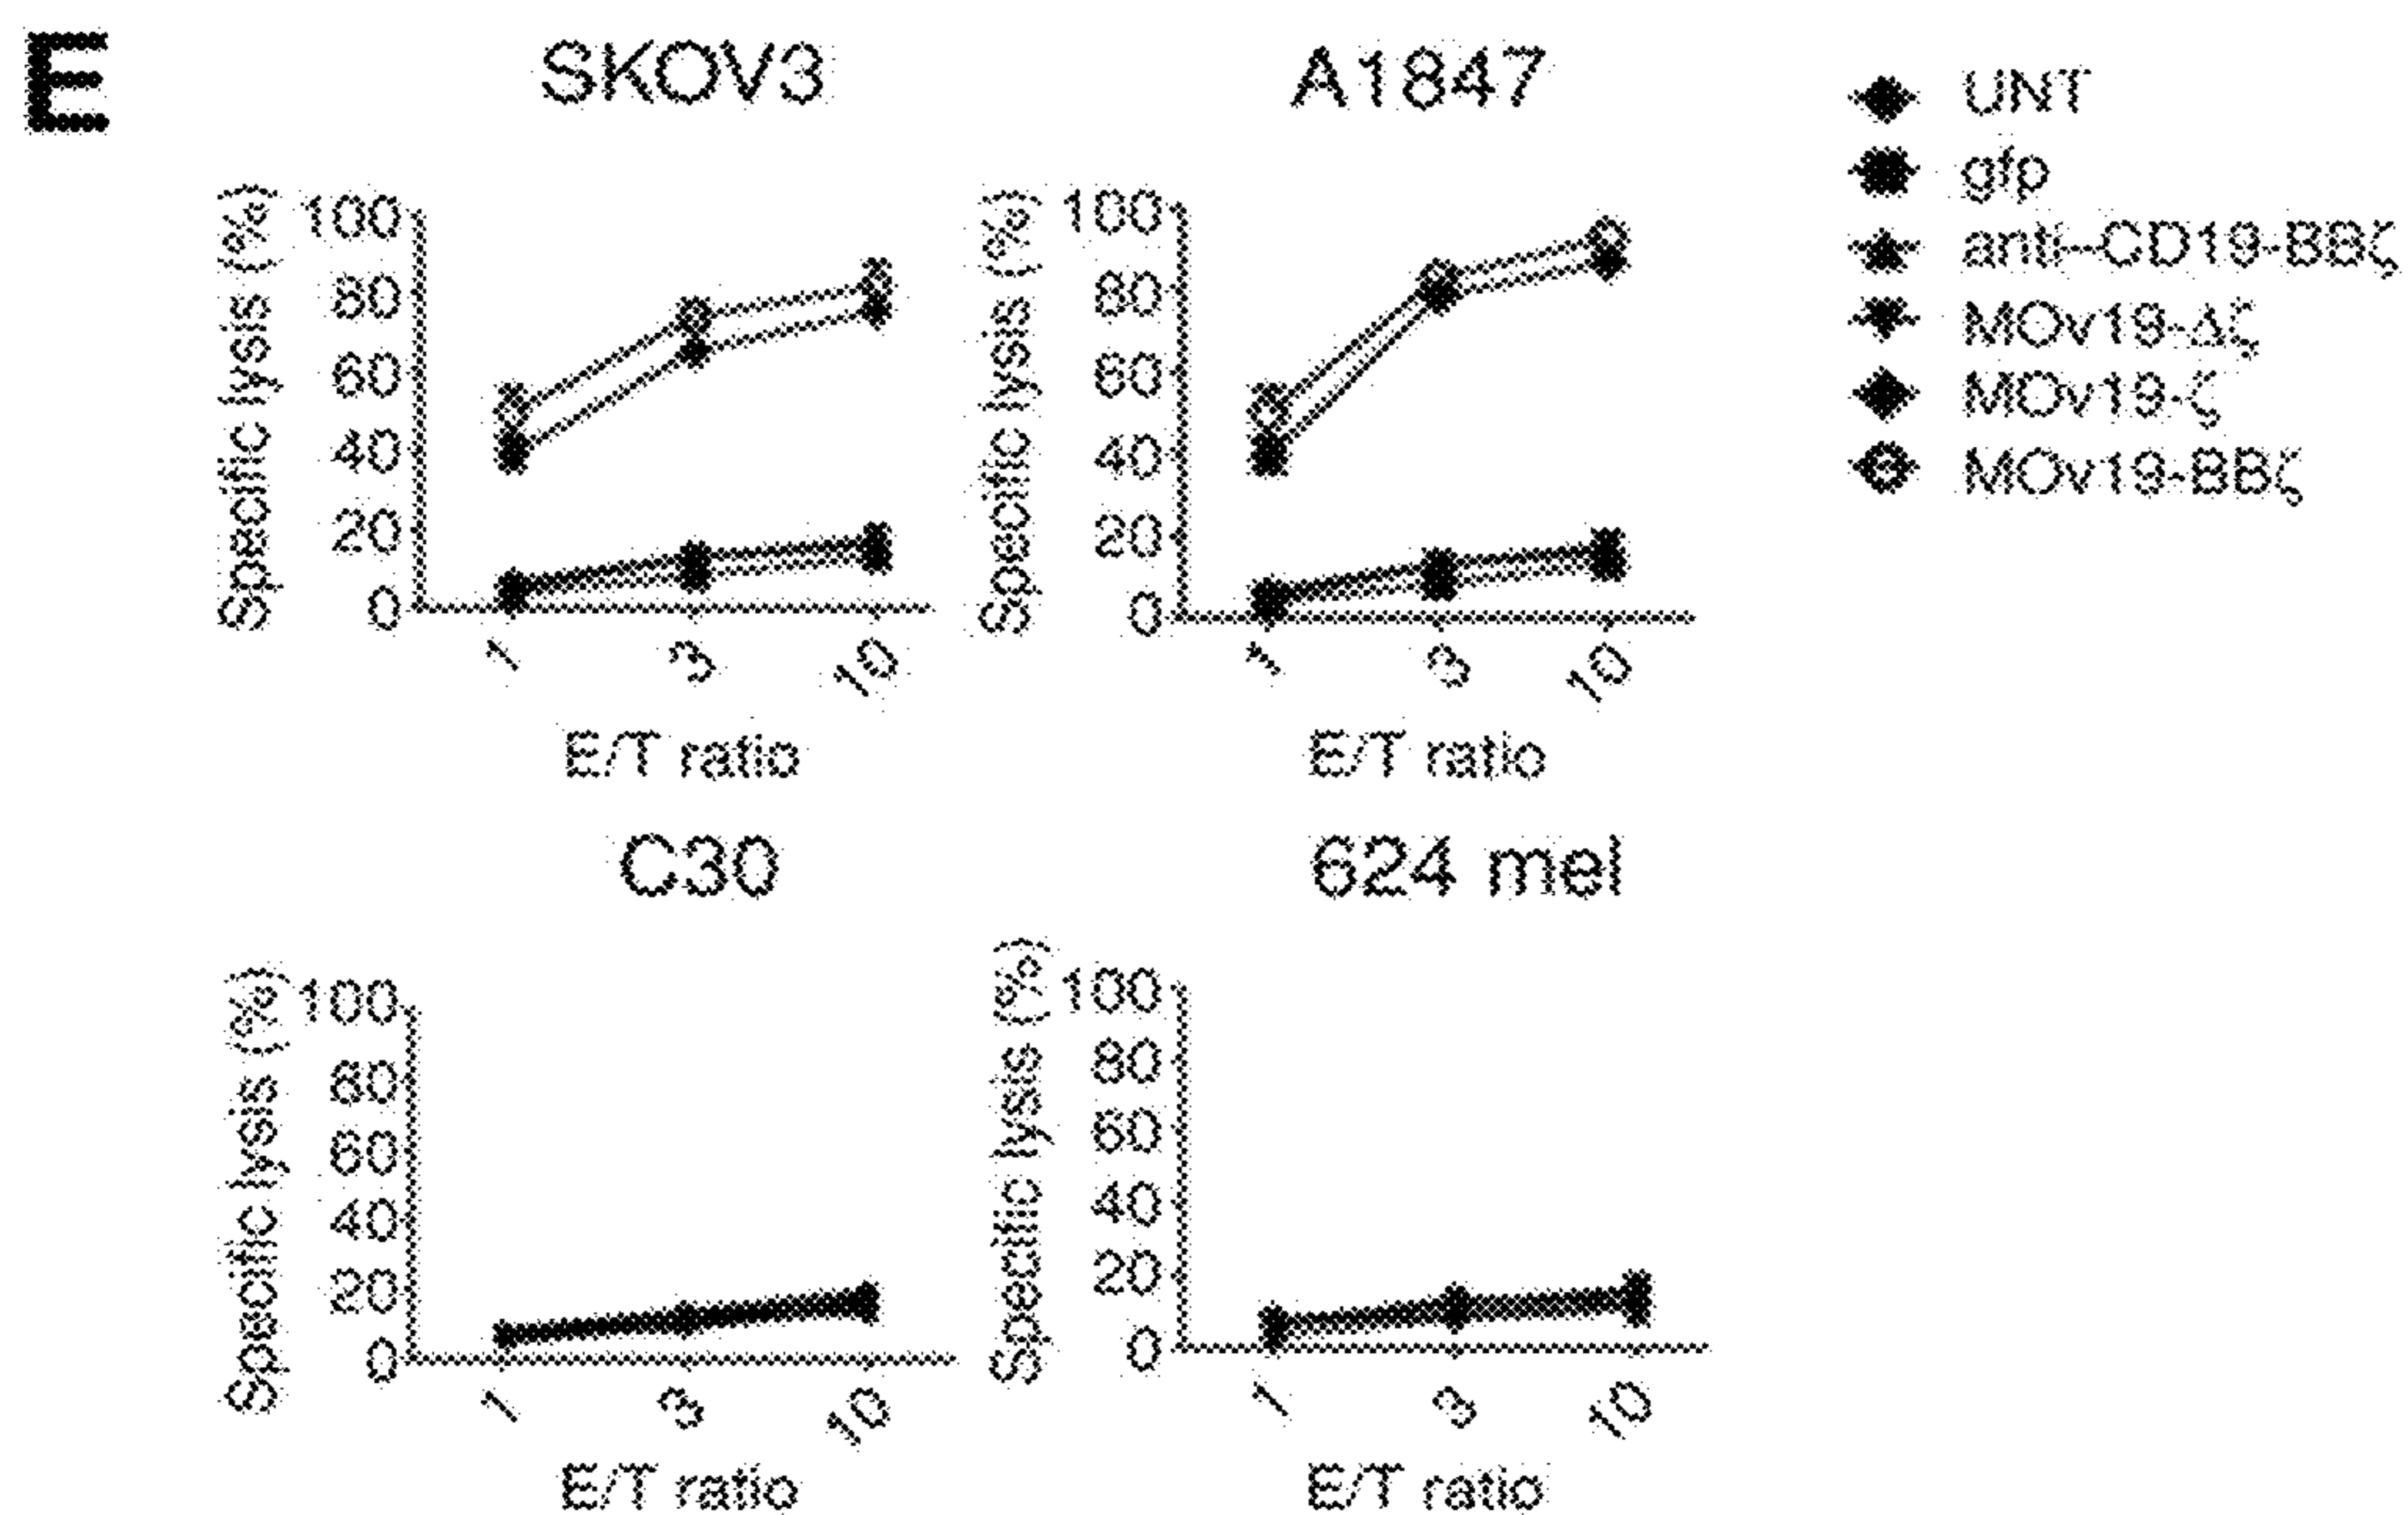 E
SKOV3
A1847
UNT
gfp
anti-CD19-BBζ
MOv19-Δζ
MOv19-ζ
MOv19-BBζ
Specific lysis (%)
100
80
60
40
20
0
1
3
10
E/T ratio
Specific lysis (%)
100
80
60
40
20
0
1
3
10
E/T ratio
C30
624 mel
Specific lysis (%)
100
80
60
40
20
0
1
3
10
E/T ratio
Specific lysis (%)
100
80
60
40
20
0
1
3
10
E/T ratio